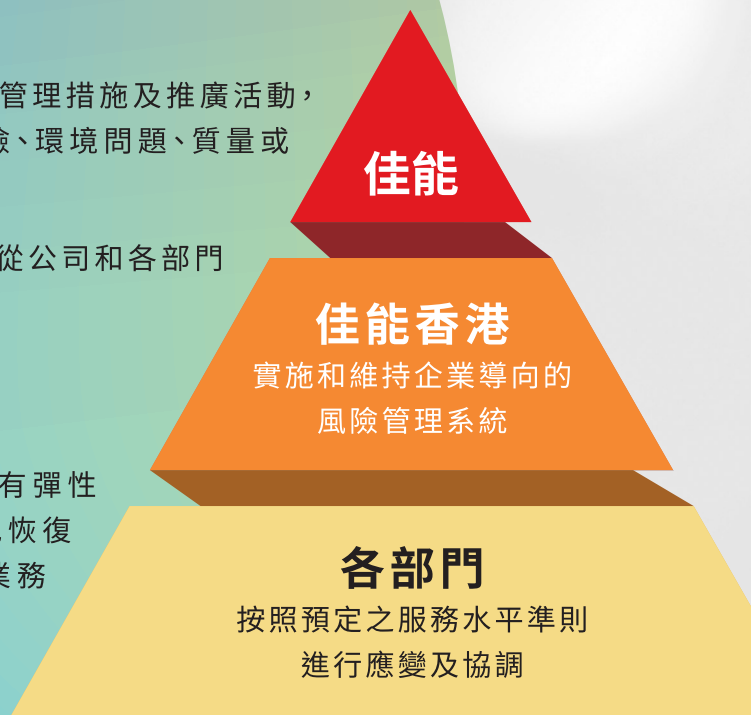 管理措施及推廣活動，
、環境問題、質量或
從公司和各部門
有彈性
恢復
業務
佳能
佳能香港
實施和維持企業導向的
風險管理系統
各部門
按照預定之服務水平準則
進行應變及協調